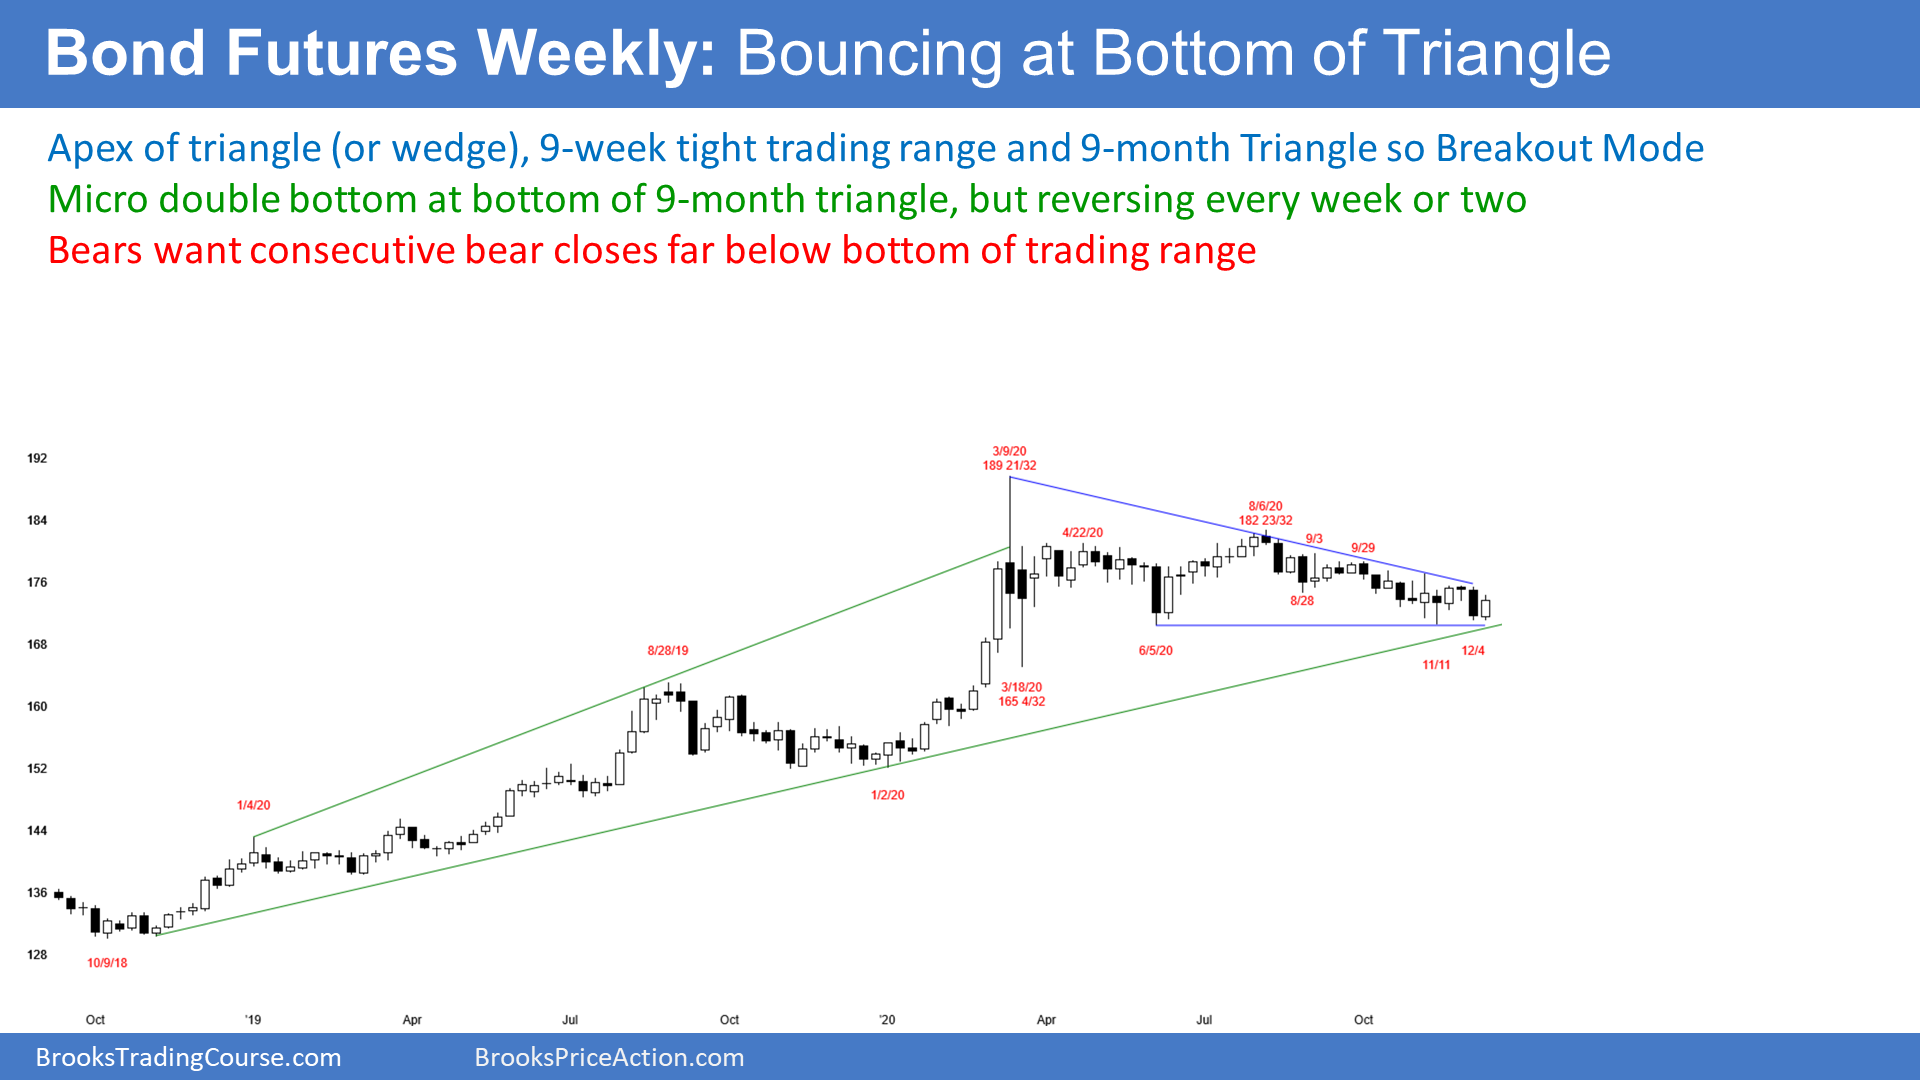 Bond Futures Weekly: Bouncing at Bottom of Triangle
Apex of triangle (or wedge), 9-week tight trading range and 9-month Triangle so Breakout Mode
Micro double bottom at bottom of 9-month triangle, but reversing every week or two
Bears want consecutive bear closes far below bottom of trading range
192
184
176
168
160
152
144
136
128
3/9/20
189 21/32
8/6/20
182 23/32
4/22/20
9/3
9/29
8/28
8/28/19
6/5/20
12/4
11/11
3/18/20
165 4/32
1/4/20
1/2/20
10/9/18
Oct
'19
Apr
Jul
Oct
'20
Apr
Jul
Oct
BrooksTradingCourse.com
BrooksPriceAction.com